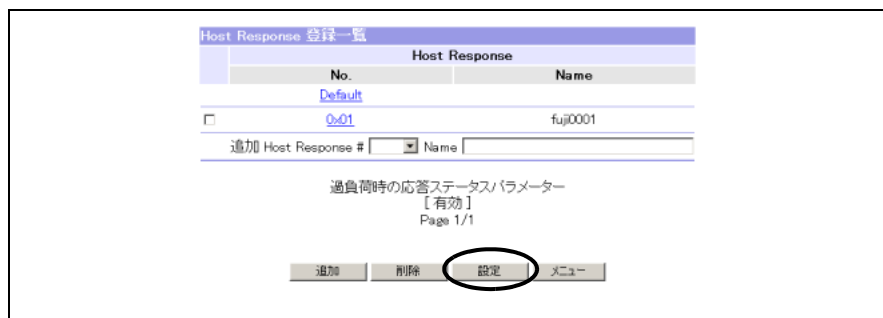 Host Response 登録一覧
Host Response
No. Name
Default
0x01 fuji0001
追加 Host Response # Name
過負荷時の応答ステータスパラメーター
[ 有効 ]
Page 1/1
追加 削除 設定 メニュー